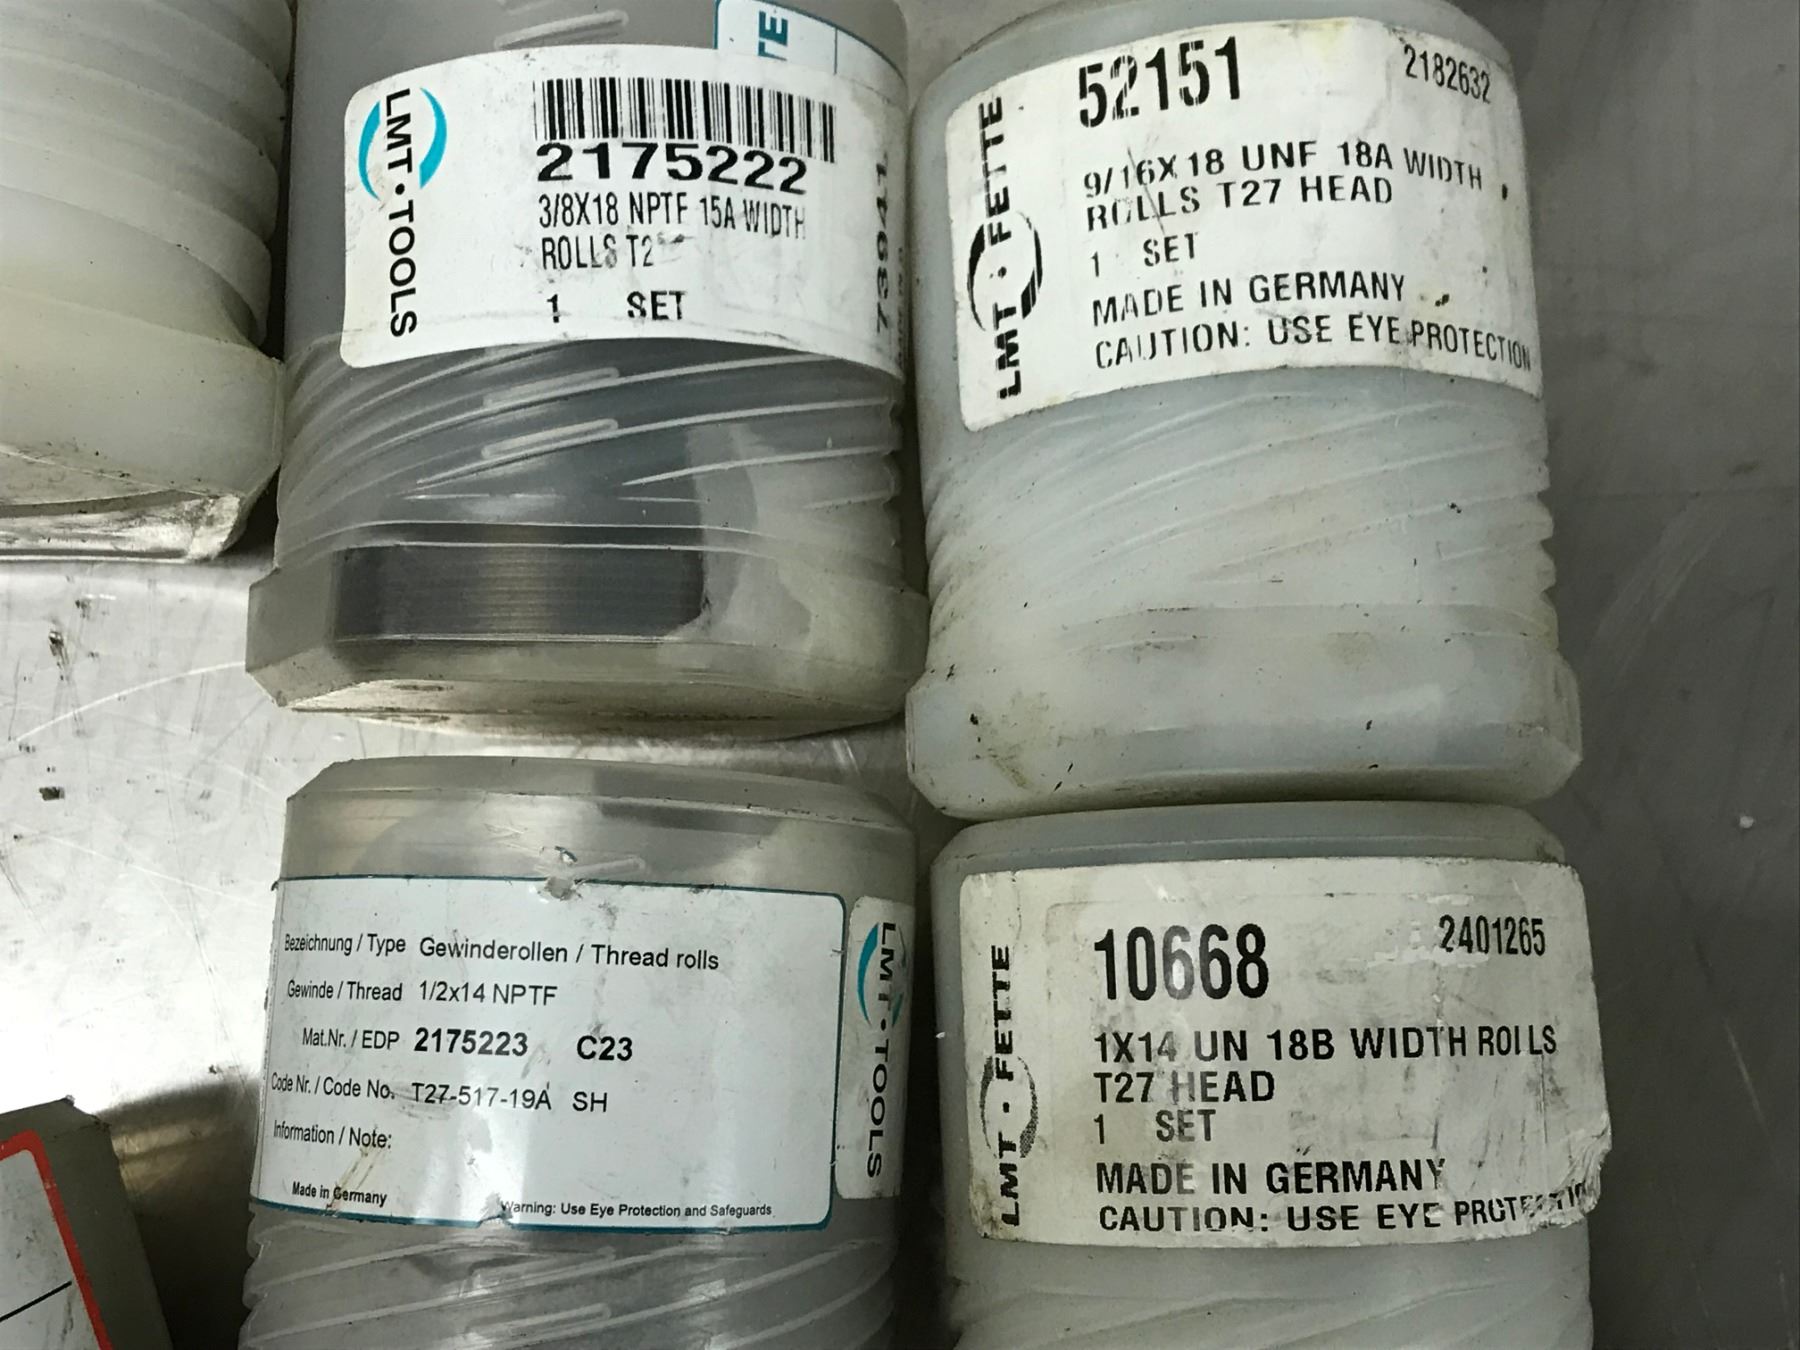 TE
LMT · TOOLS
2175222
3/8X18 NPTF 15A WIDTH
ROLLS
1 SET
LMT · FETTE
52151
2182632
9/16X18 UNF 18A WIDTH
ROLLS T27 HEAD
1 SET
MADE IN GERMANY
CAUTION: USE EYE PROTECTION
Bezeichnung / Type Gewinderollen / Thread rolls
Gewinde / Thread 1/2x14 NPTF
Mat.Nr. / EDP 2175223 C23
Code Nr. / Code No. T27-517-19A SH
Information / Note:
Made in Germany
Warning: Use Eye Protection and Safeguards
LMT · TOOLS
LMT · FETTE
10668
2401265
1X14 UN 18B WIDTH ROLLS
T27 HEAD
1 SET
MADE IN GERMANY
CAUTION: USE EYE PROTECTION